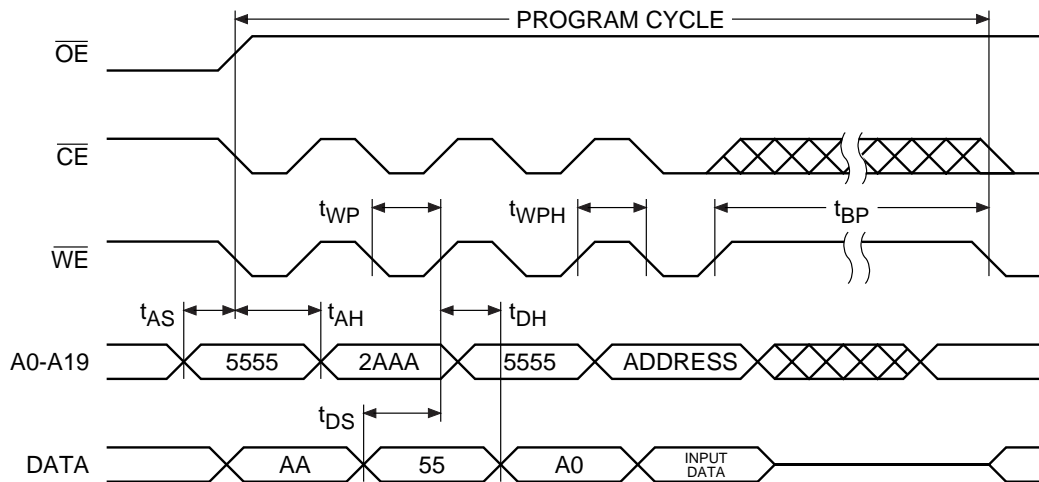 PROGRAM CYCLE
OE
CE
tWP
tWPH
tBP
WE
tAS
tAH
tDH
A0-A19
5555
2AAA
5555
ADDRESS
tDS
DATA
AA
55
A0
INPUT
DATA